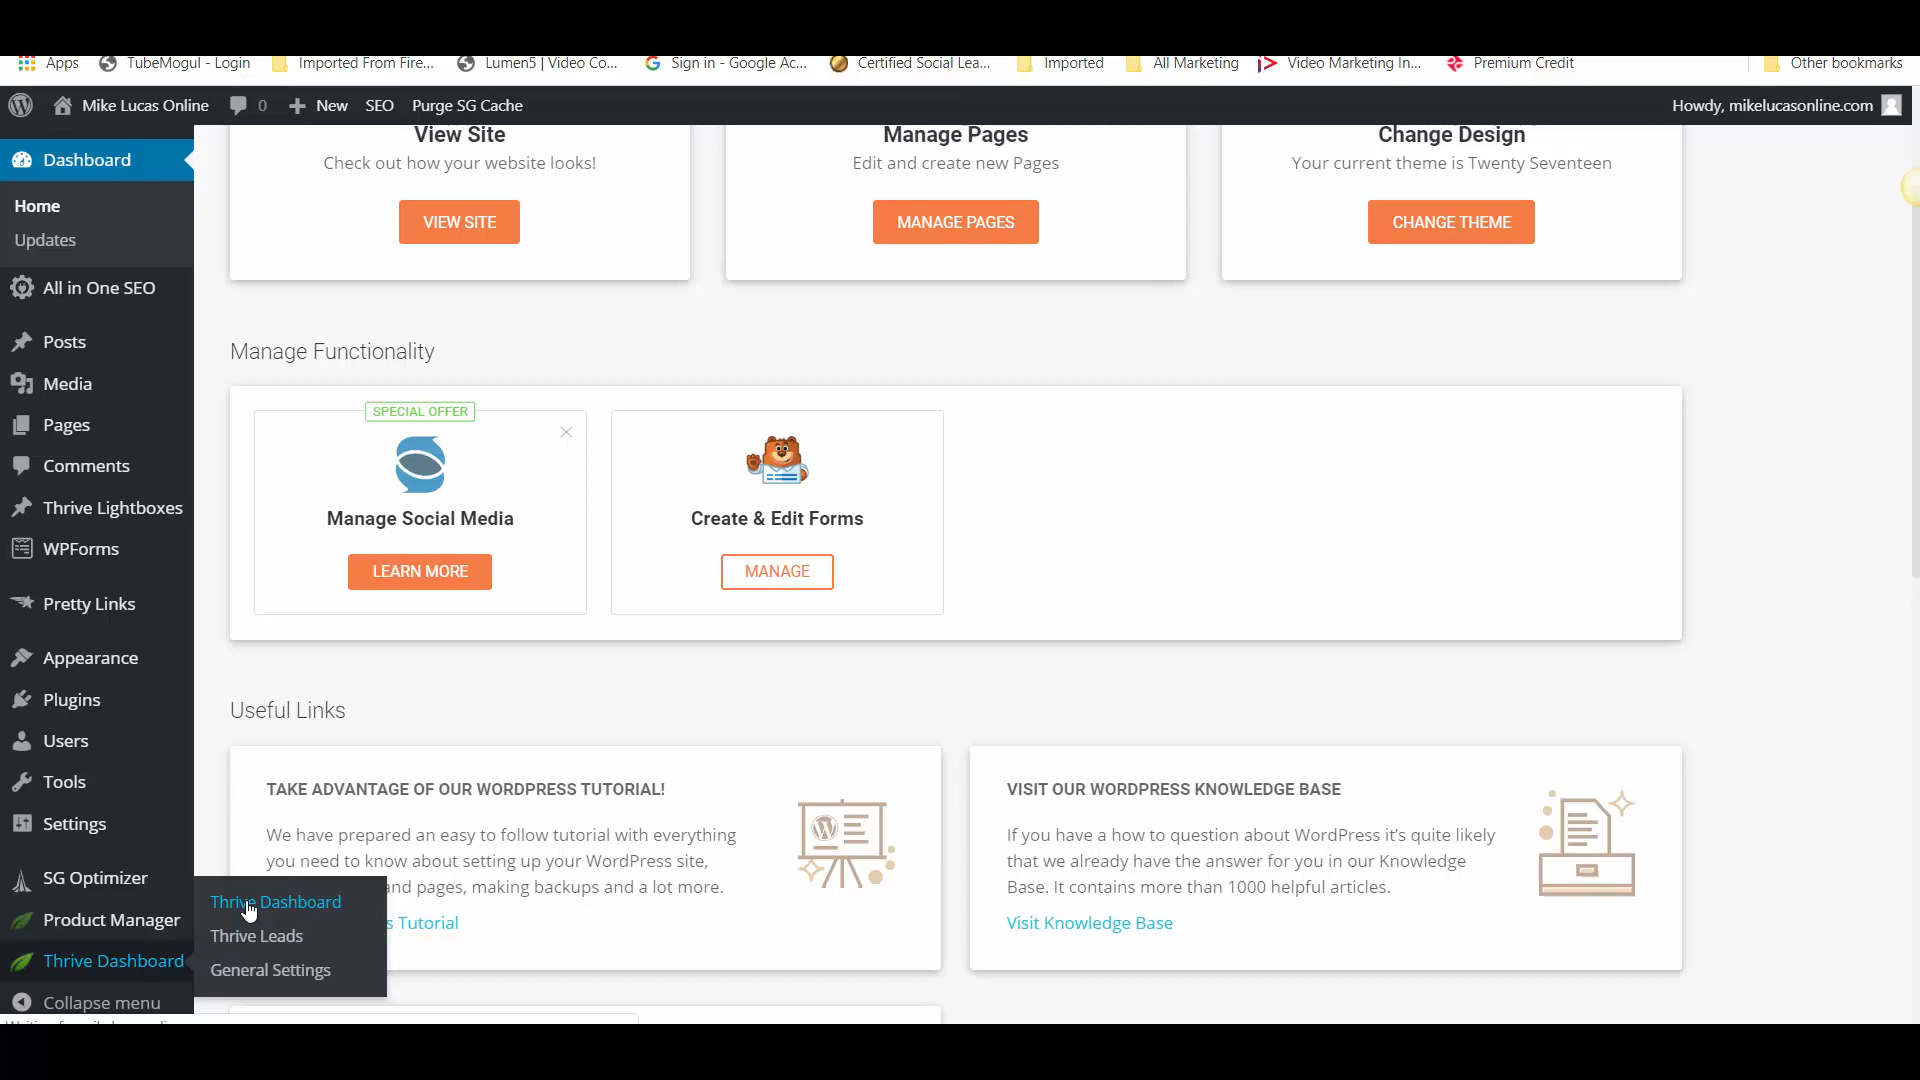 Apps TubeMogul - Login Imported From Fire... Lumen5 | Video Co... Sign in - Google Ac... Certified Social Lea... Imported All Marketing Video Marketing In... Premium Credit Other bookmarks
Mike Lucas Online 0 New SEO Purge SG Cache Howdy, mikelucasonline.com
Dashboard
Home
Updates
All in One SEO
Posts
Media
Pages
Comments
Thrive Lightboxes
WPForms
Pretty Links
Appearance
Plugins
Users
Tools
Settings
SG Optimizer
Product Manager
Thrive Dashboard
Collapse menu
Thrive Dashboard
Thrive Leads
General Settings
View Site
Check out how your website looks!
VIEW SITE
Manage Pages
Edit and create new Pages
MANAGE PAGES
Change Design
Your current theme is Twenty Seventeen
CHANGE THEME
Manage Functionality
SPECIAL OFFER
Manage Social Media
LEARN MORE
Create & Edit Forms
MANAGE
Useful Links
TAKE ADVANTAGE OF OUR WORDPRESS TUTORIAL!
We have prepared an easy to follow tutorial with everything
you need to know about setting up your WordPress site,
and pages, making backups and a lot more.
s Tutorial
VISIT OUR WORDPRESS KNOWLEDGE BASE
If you have a how to question about WordPress it's quite likely
that we already have the answer for you in our Knowledge
Base. It contains more than 1000 helpful articles.
Visit Knowledge Base